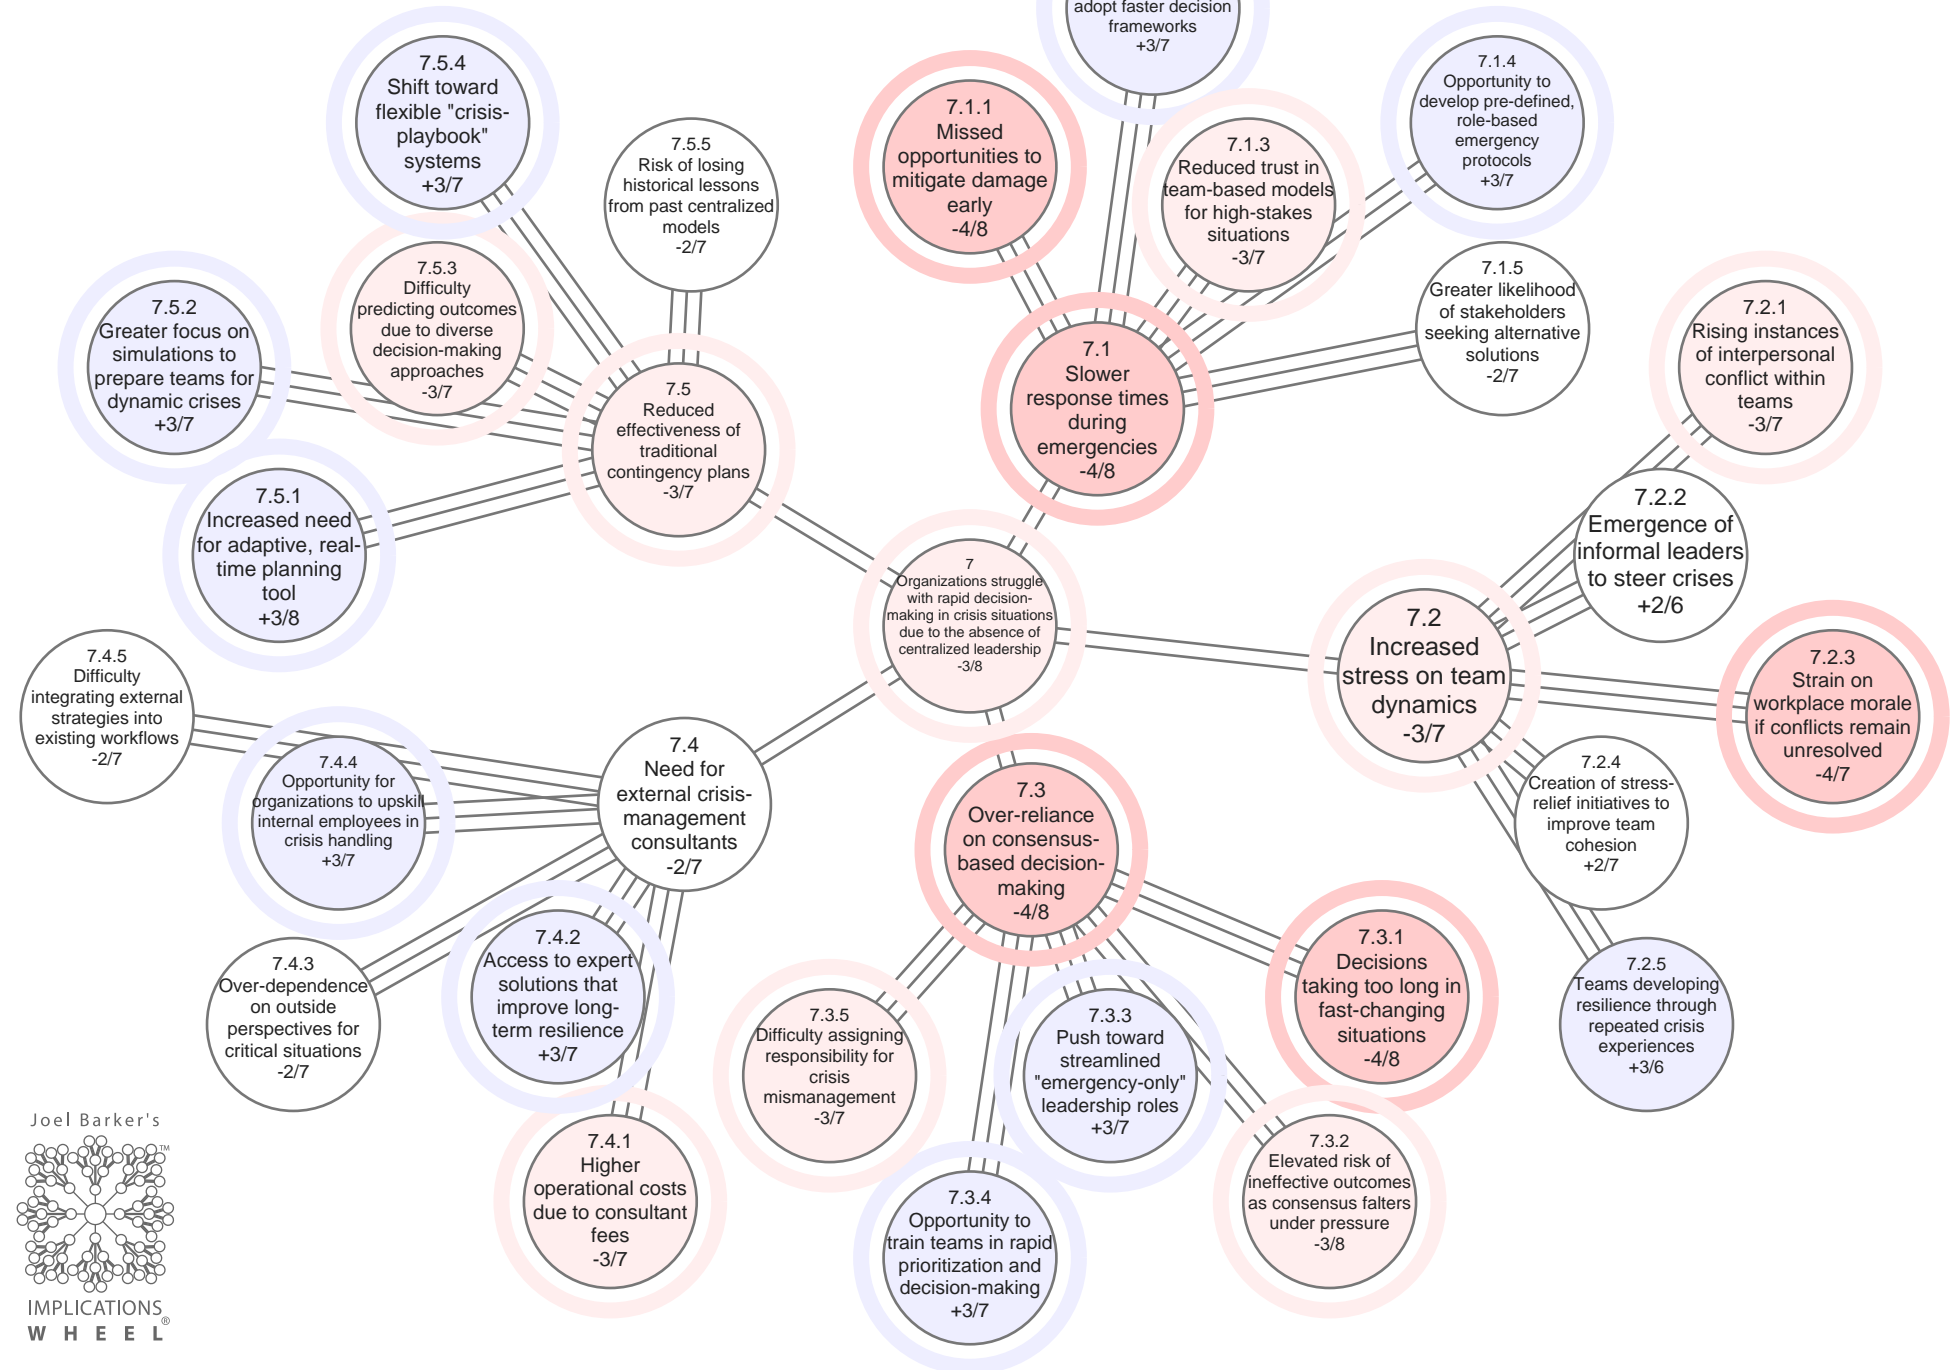 adopt faster decision
frameworks
+3/7
7.5.4
Shift toward
flexible "crisis-
playbook"
systems
+3/7
7.1.1
Missed
opportunities to
mitigate damage
early
-4/8
7.1.4
Opportunity to
develop pre-defined,
role-based
emergency
protocols
+3/7
7.5.5
Risk of losing
historical lessons
from past centralized
models
-2/7
7.1.3
Reduced trust in
team-based models
for high-stakes
situations
-3/7
7.5.3
Difficulty
predicting outcomes
due to diverse
decision-making
approaches
-3/7
7.1.5
Greater likelihood
of stakeholders
seeking alternative
solutions
-2/7
7.5.2
Greater focus on
simulations to
prepare teams for
dynamic crises
+3/7
7.2.1
Rising instances
of interpersonal
conflict within
teams
-3/7
7.1
Slower
response times
during
emergencies
-4/8
7.5
Reduced
effectiveness of
traditional
contingency plans
-3/7
7.5.1
Increased need
for adaptive, real-
time planning
tool
+3/8
7.2.2
Emergence of
informal leaders
to steer crises
+2/6
7
Organizations struggle
with rapid decision-
making in crisis situations
due to the absence of
centralized leadership
-3/8
7.2
Increased
stress on team
dynamics
-3/7
7.4.5
Difficulty
integrating external
strategies into
existing workflows
-2/7
7.2.3
Strain on
workplace morale
if conflicts remain
unresolved
-4/7
7.4
Need for
external crisis-
management
consultants
-2/7
7.4.4
Opportunity for
organizations to upskill
internal employees in
crisis handling
+3/7
7.3
Over-reliance
on consensus-
based decision-
making
-4/8
7.2.4
Creation of stress-
relief initiatives to
improve team
cohesion
+2/7
7.4.3
Over-dependence
on outside
perspectives for
critical situations
-2/7
7.4.2
Access to expert
solutions that
improve long-
term resilience
+3/7
7.3.1
Decisions
taking too long in
fast-changing
situations
-4/8
7.2.5
Teams developing
resilience through
repeated crisis
experiences
+3/6
7.3.5
Difficulty assigning
responsibility for
crisis
mismanagement
-3/7
7.3.3
Push toward
streamlined
"emergency-only"
leadership roles
+3/7
7.4.1
Higher
operational costs
due to consultant
fees
-3/7
7.3.4
Opportunity to
train teams in rapid
prioritization and
decision-making
+3/7
7.3.2
Elevated risk of
ineffective outcomes
as consensus falters
under pressure
-3/8
Joel Barker's
TM
IMPLICATIONS
WHEEL®